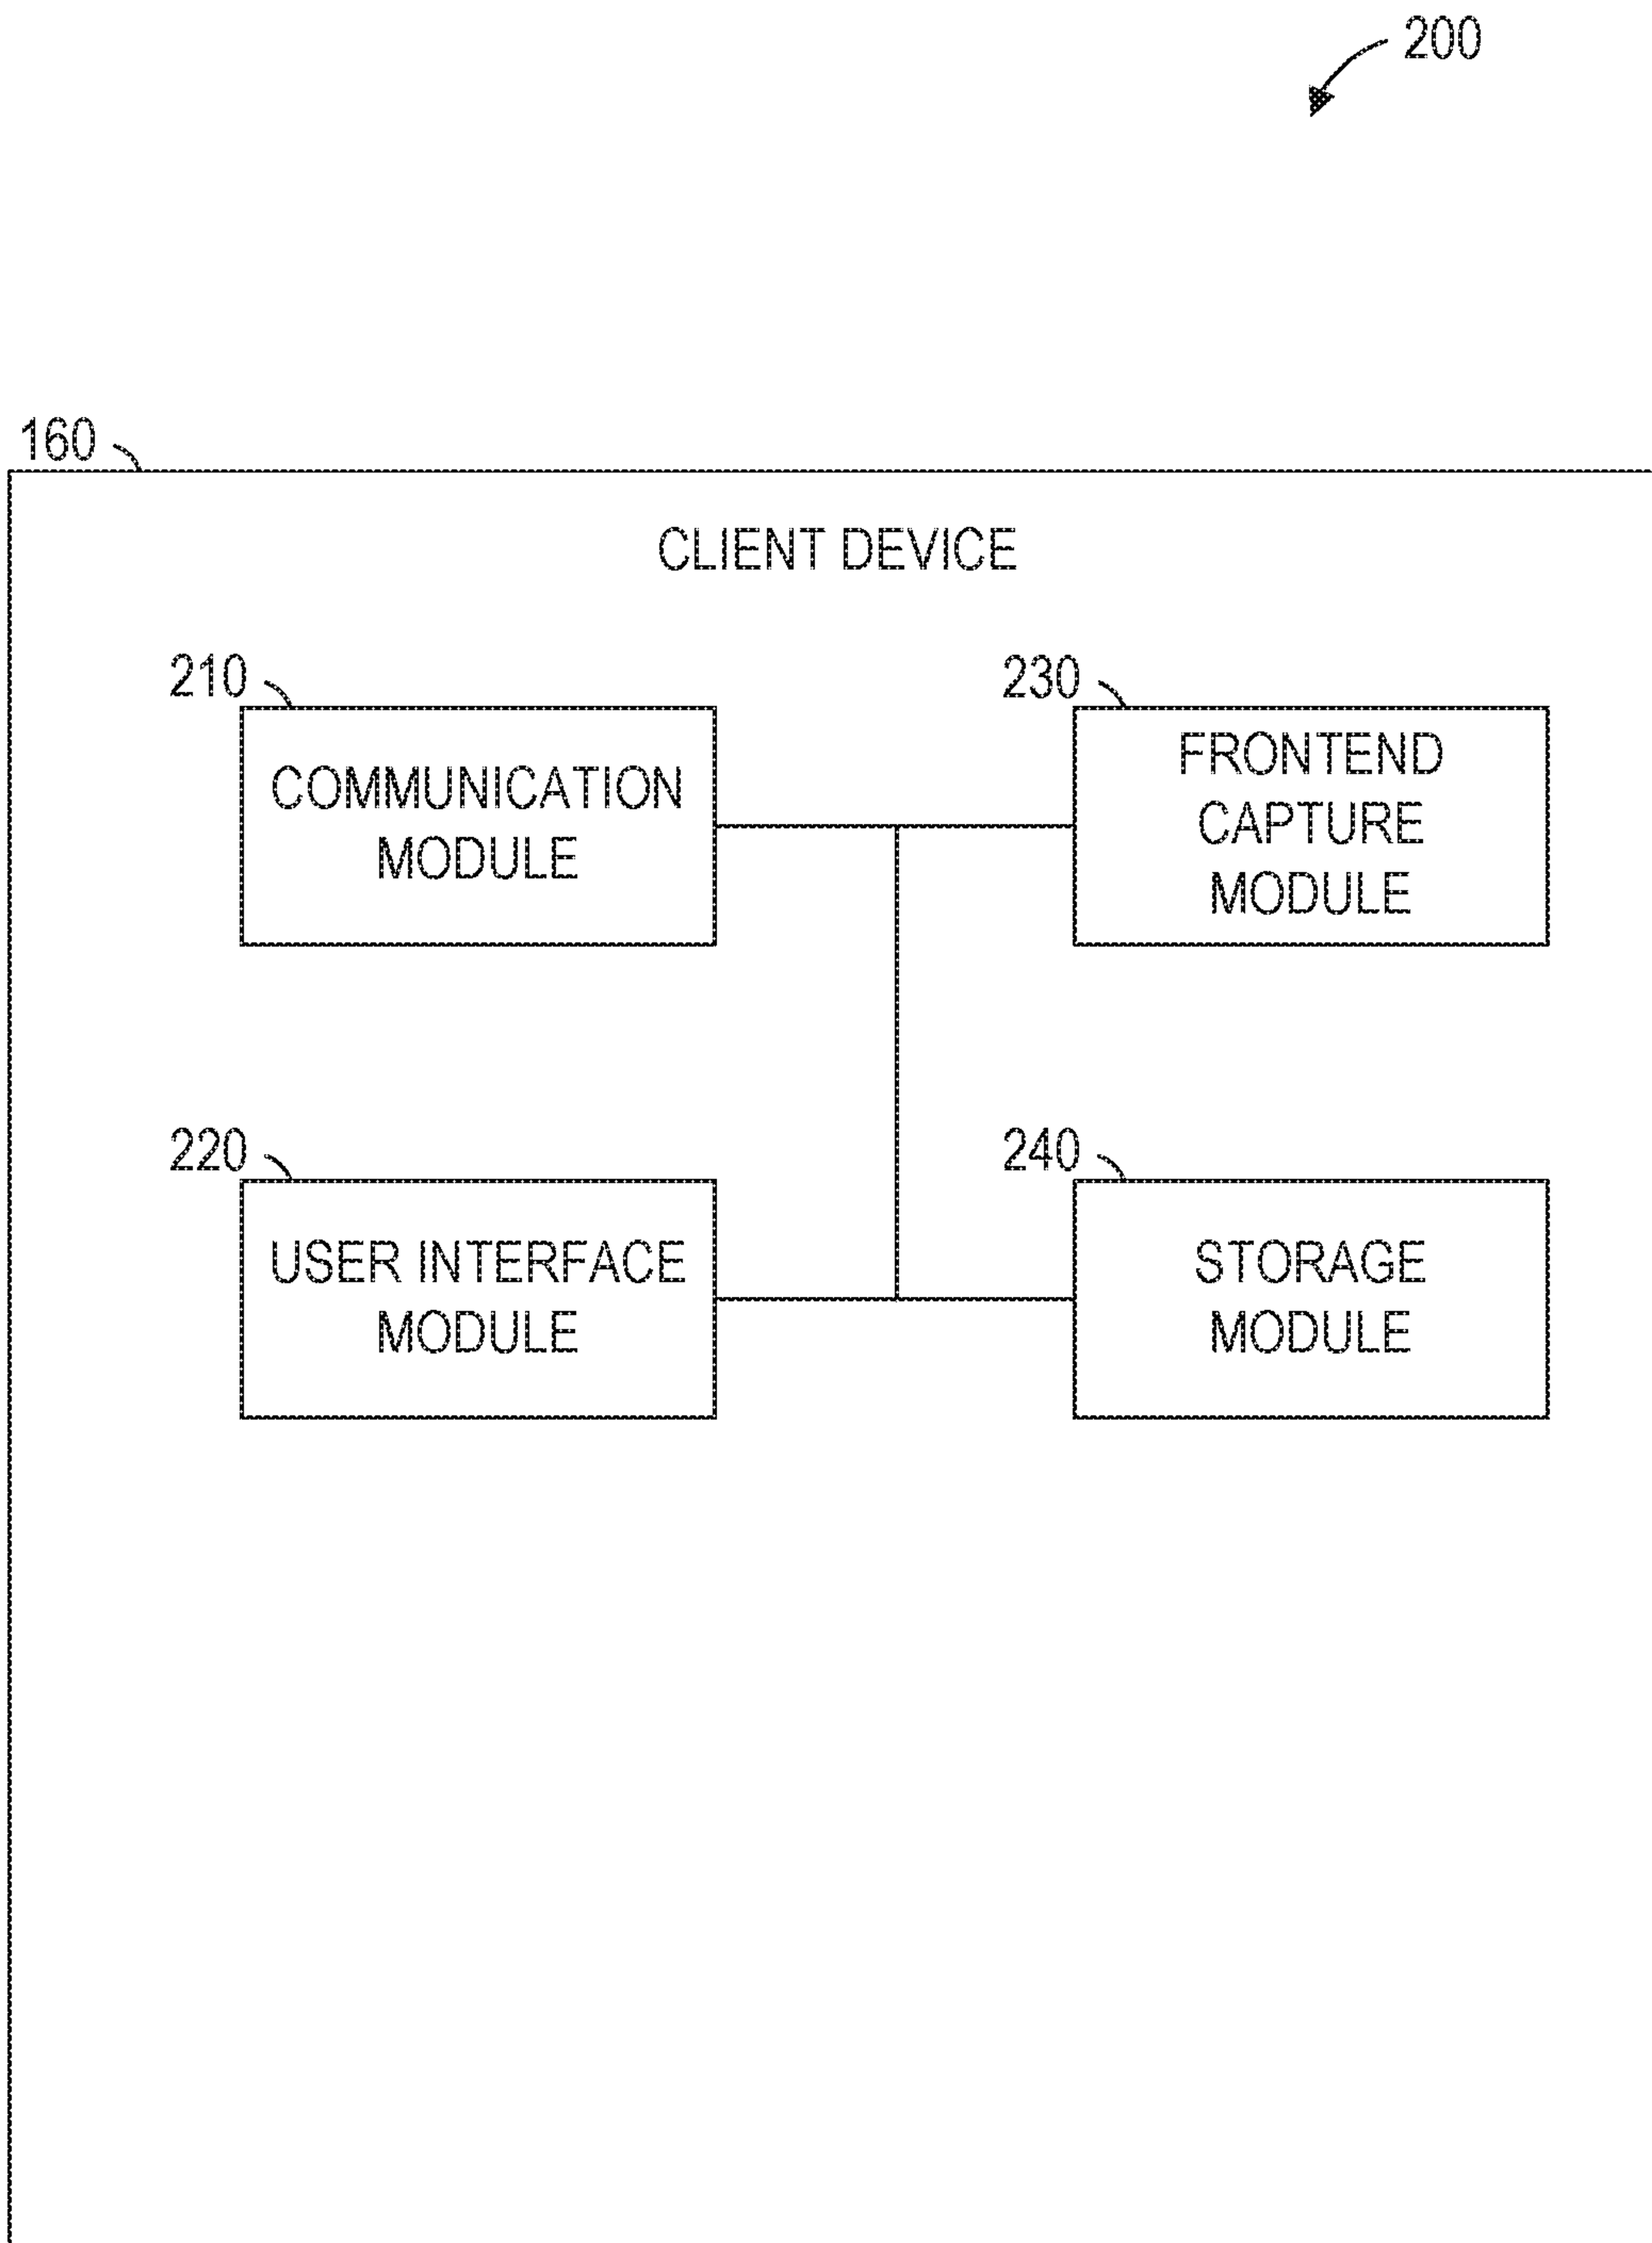 200
160
CLIENT DEVICE
210
COMMUNICATION
MODULE
230
FRONTEND
CAPTURE
MODULE
220
USER INTERFACE
MODULE
240
STORAGE
MODULE